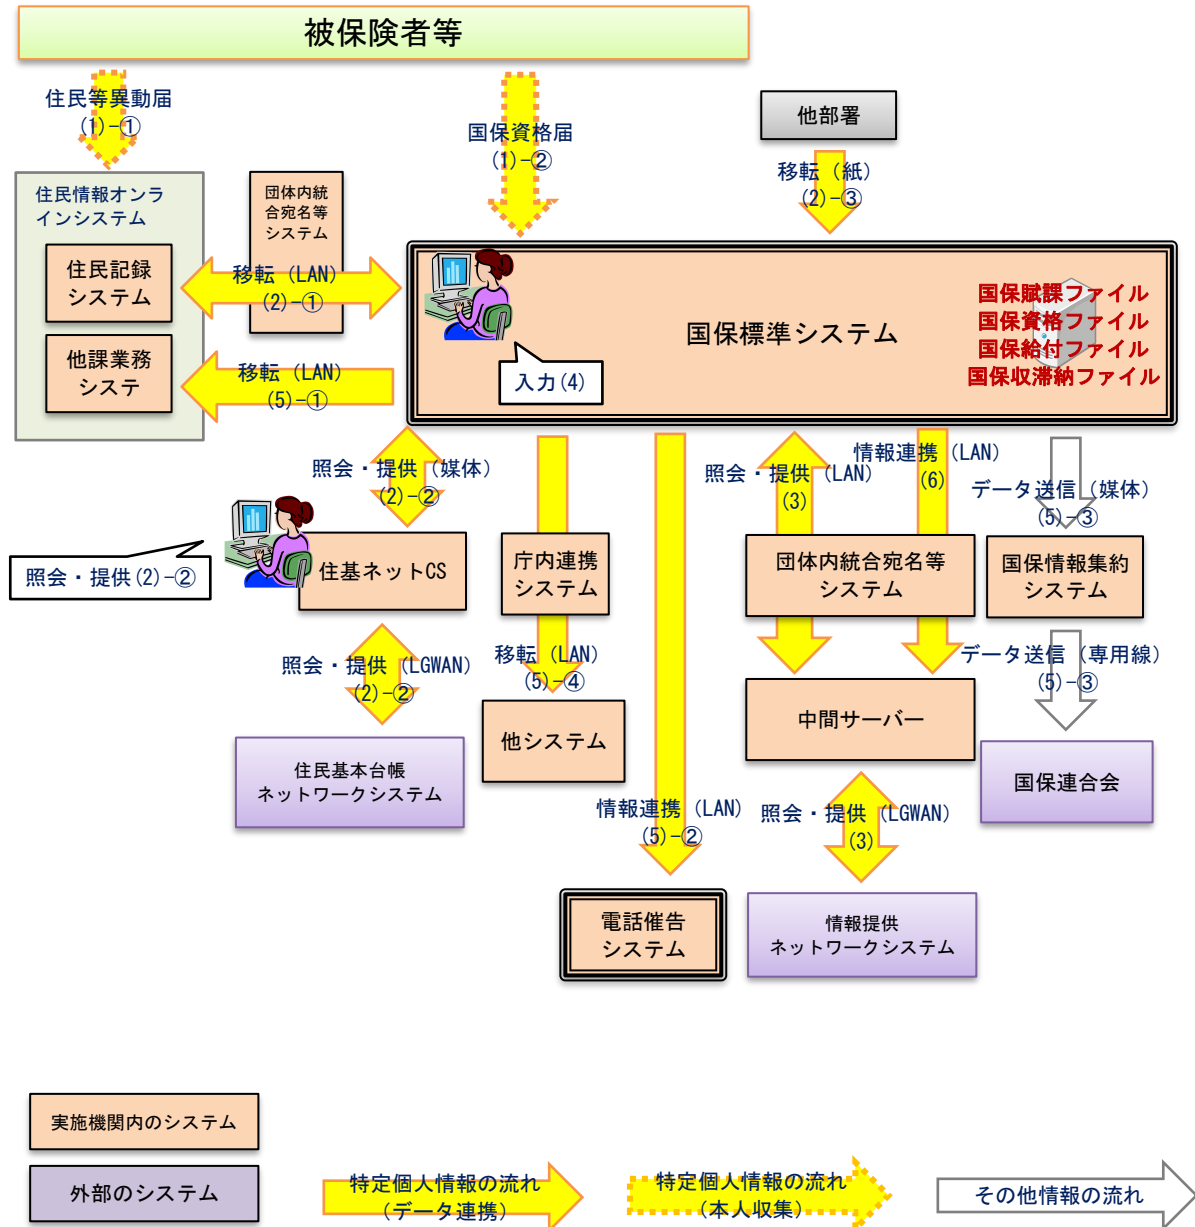 被保険者等
住民等異動届
(1)-①
国保資格届
(1)-②
他部署
移転（紙）
(2)-③
住民情報オンラ
インシステム
団体内統
合宛名等
システム
住民記録
システム
移転（LAN）
(2)-①
他課業務
システ
移転（LAN）
(5)-①
国保標準システム
入力(4)
国保賦課ファイル
国保資格ファイル
国保給付ファイル
国保収滞納ファイル
照会・提供（媒体）
(2)-②
照会・提供（LAN）
(3)
情報連携（LAN）
(6)
データ送信（媒体）
(5)-③
照会・提供(2)-②
住基ネットCS
庁内連携
システム
団体内統合宛名等
システム
国保情報集約
システム
照会・提供（LGWAN）
(2)-②
移転（LAN）
(5)-④
データ送信（専用線）
(5)-③
他システム
中間サーバー
住民基本台帳
ネットワークシステム
国保連合会
情報連携（LAN）
(5)-②
照会・提供（LGWAN）
(3)
電話催告
システム
情報提供
ネットワークシステム
実施機関内のシステム
外部のシステム
特定個人情報の流れ
（データ連携）
特定個人情報の流れ
（本人収集）
その他情報の流れ